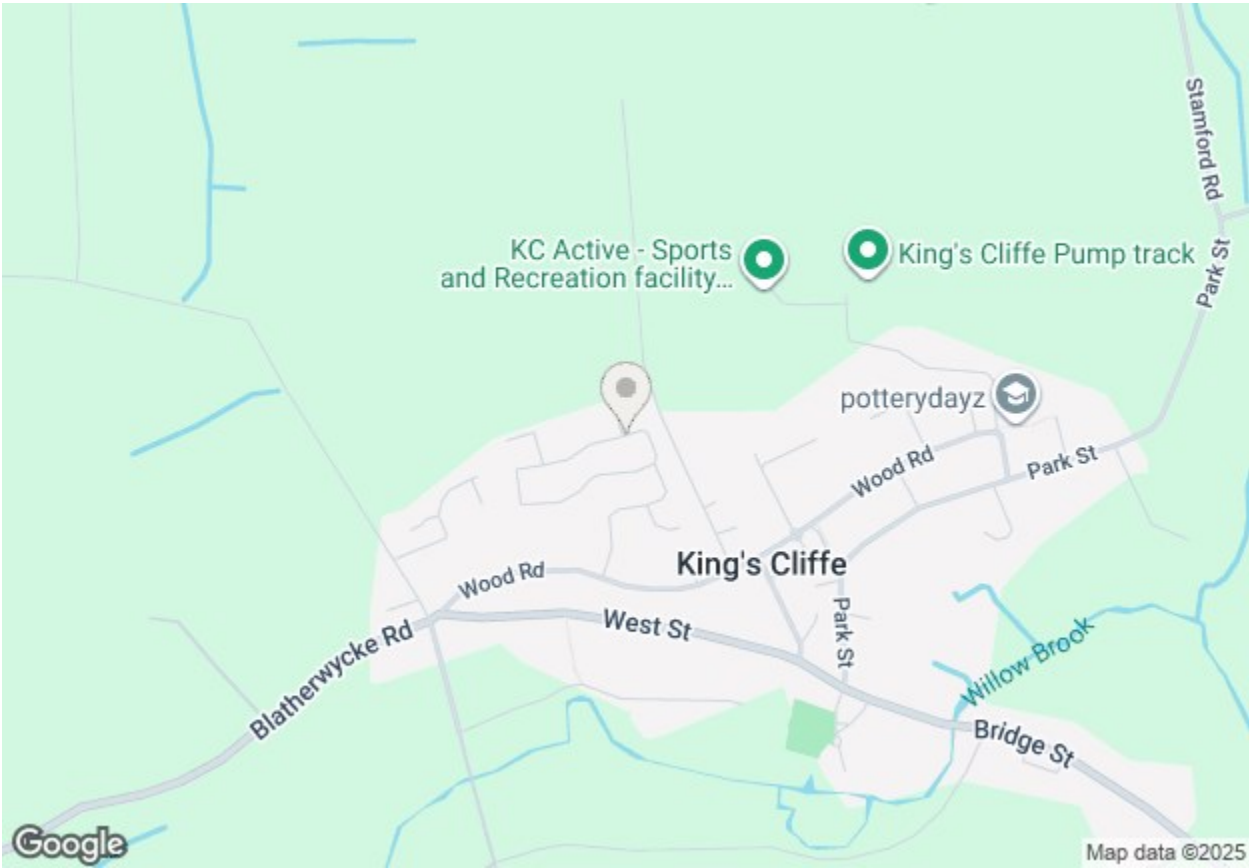 Stamford Rd
KC Active - Sports
and Recreation facility...
King's Cliffe Pump track
Park St
potterydayz
Wood Rd
Park St
King's Cliffe
Wood Rd
West St
Park St
Blatherwycke Rd
Willow Brook
Bridge St
Google
Map data ©2025